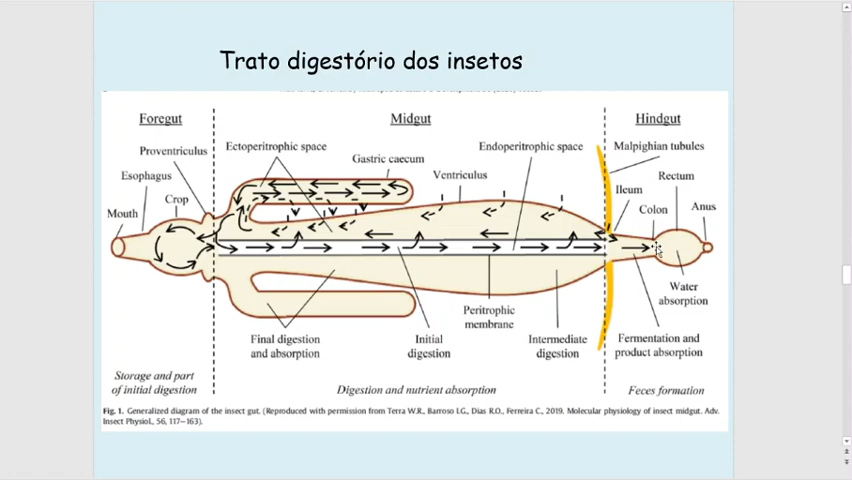 Trato digestório dos insetos
Foregut
Midgut
Hindgut
Proventriculus
Ectoperitrophic space
Endoperitrophic space
Malpighian tubules
Esophagus
Gastric caecum
Ventriculus
Rectum
Crop
Ileum
Mouth
Colon
Anus
Water
absorption
Peritrophic
membrane
Final digestion
and absorption
Initial
digestion
Intermediate
digestion
Fermentation and
product absorption
Storage and part
of initial digestion
Digestion and nutrient absorption
Feces formation
Fig. 1. Generalized diagram of the insect gut. (Reproduced with permission from Terra W.R., Barroso I.G., Dias R.O., Ferreira C., 2019. Molecular physiology of insect midgut. Adv.
Insect Physiol., 56, 117–163).